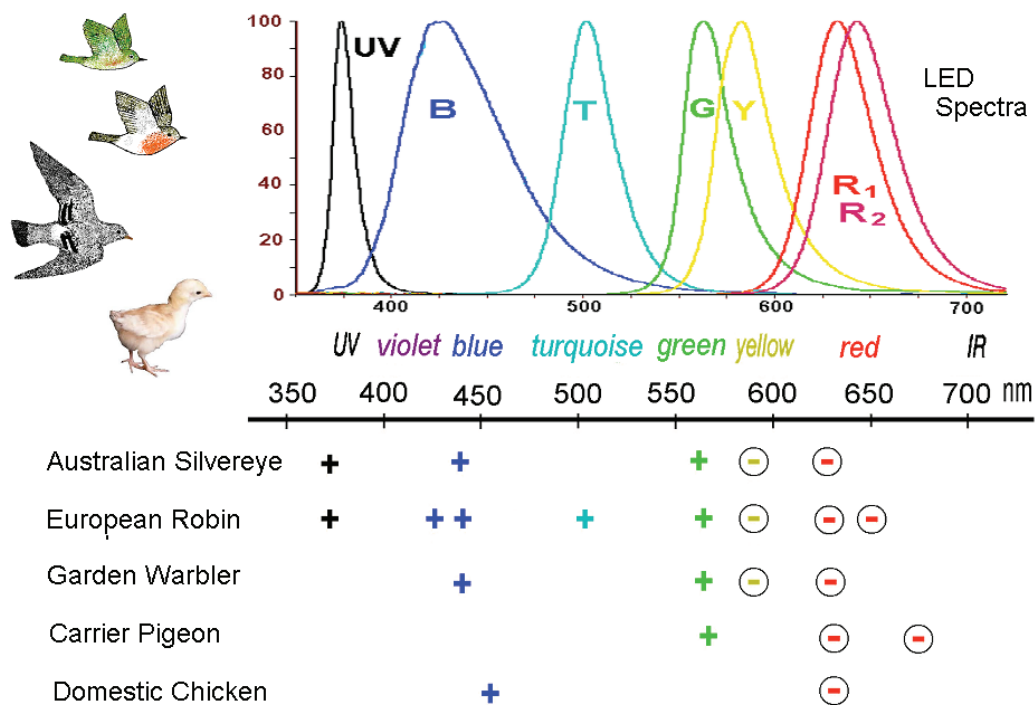 100
80
60
40
20
0
UV
B
T
G
Y
R1
R2
LED
Spectra
400
500
600
700
UV violet blue turquoise green yellow red IR
350 400 450 500 550 600 650 700 nm
Australian Silvereye + + + - -
European Robin + + + + + - - -
Garden Warbler + + - -
Carrier Pigeon + - -
Domestic Chicken + -